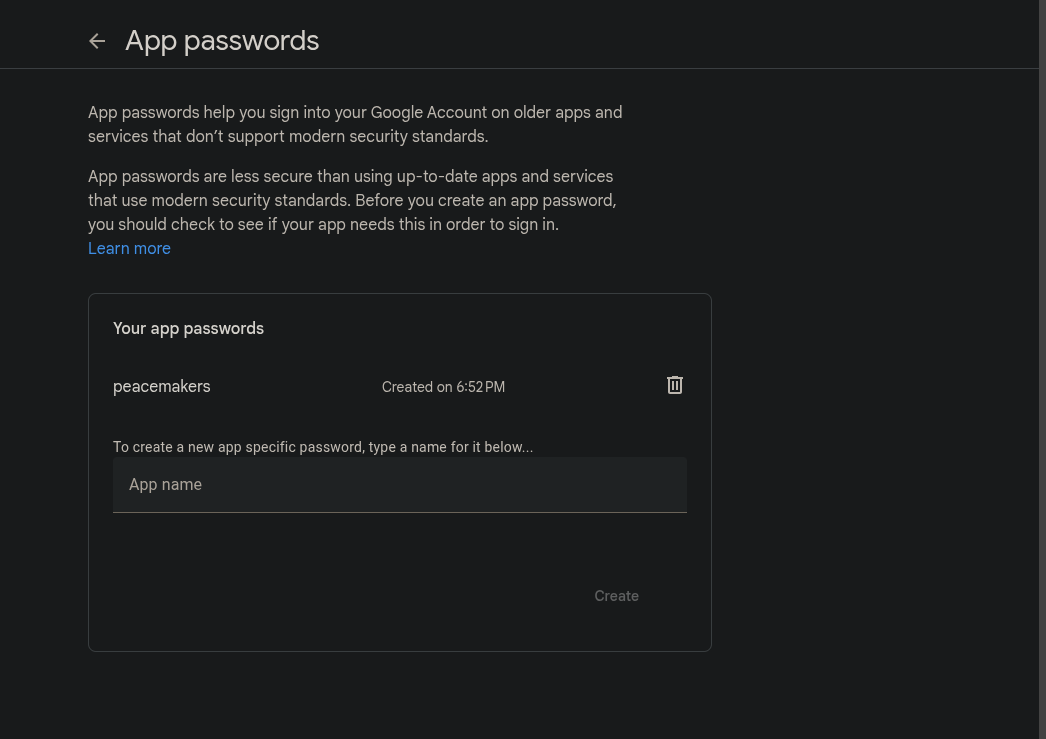 App passwords
App passwords help you sign into your Google Account on older apps and
services that don’t support modern security standards.
App passwords are less secure than using up-to-date apps and services
that use modern security standards. Before you create an app password,
you should check to see if your app needs this in order to sign in.
Learn more
Your app passwords
peacemakers Created on 6:52 PM
To create a new app specific password, type a name for it below...
App name
Create